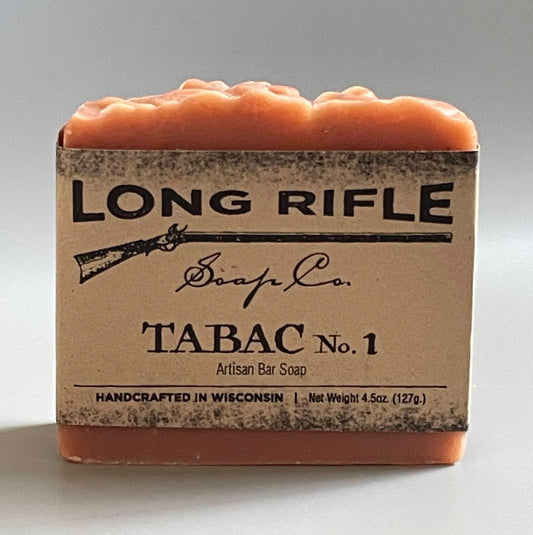 LONG RIFLE
Soap Co.
TABAC No. 1
Artisan Bar Soap
HANDCRAFTED IN WISCONSIN | Net Weight 4.5oz. (127g.)